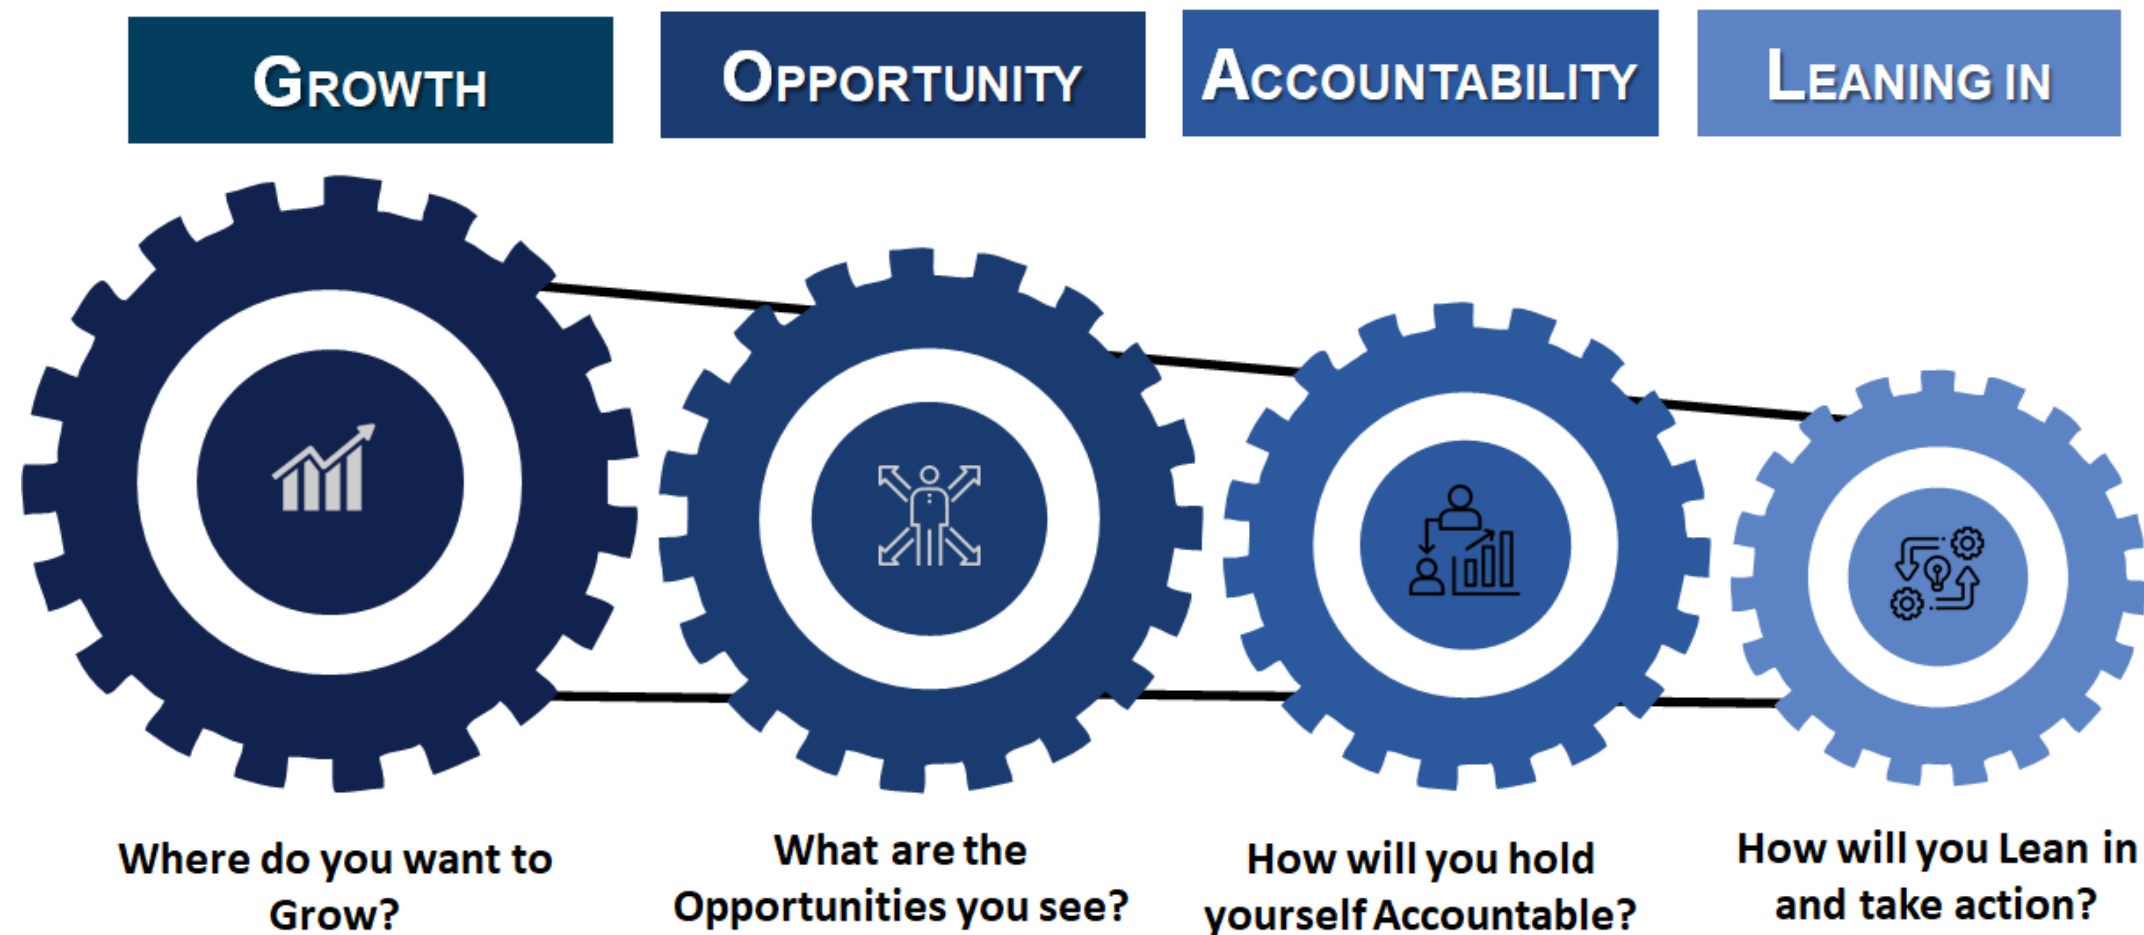 GROWTH
OPPORTUNITY
ACCOUNTABILITY
LEANING IN
Where do you want to
Grow?
What are the
Opportunities you see?
How will you hold
yourself Accountable?
How will you Lean in
and take action?